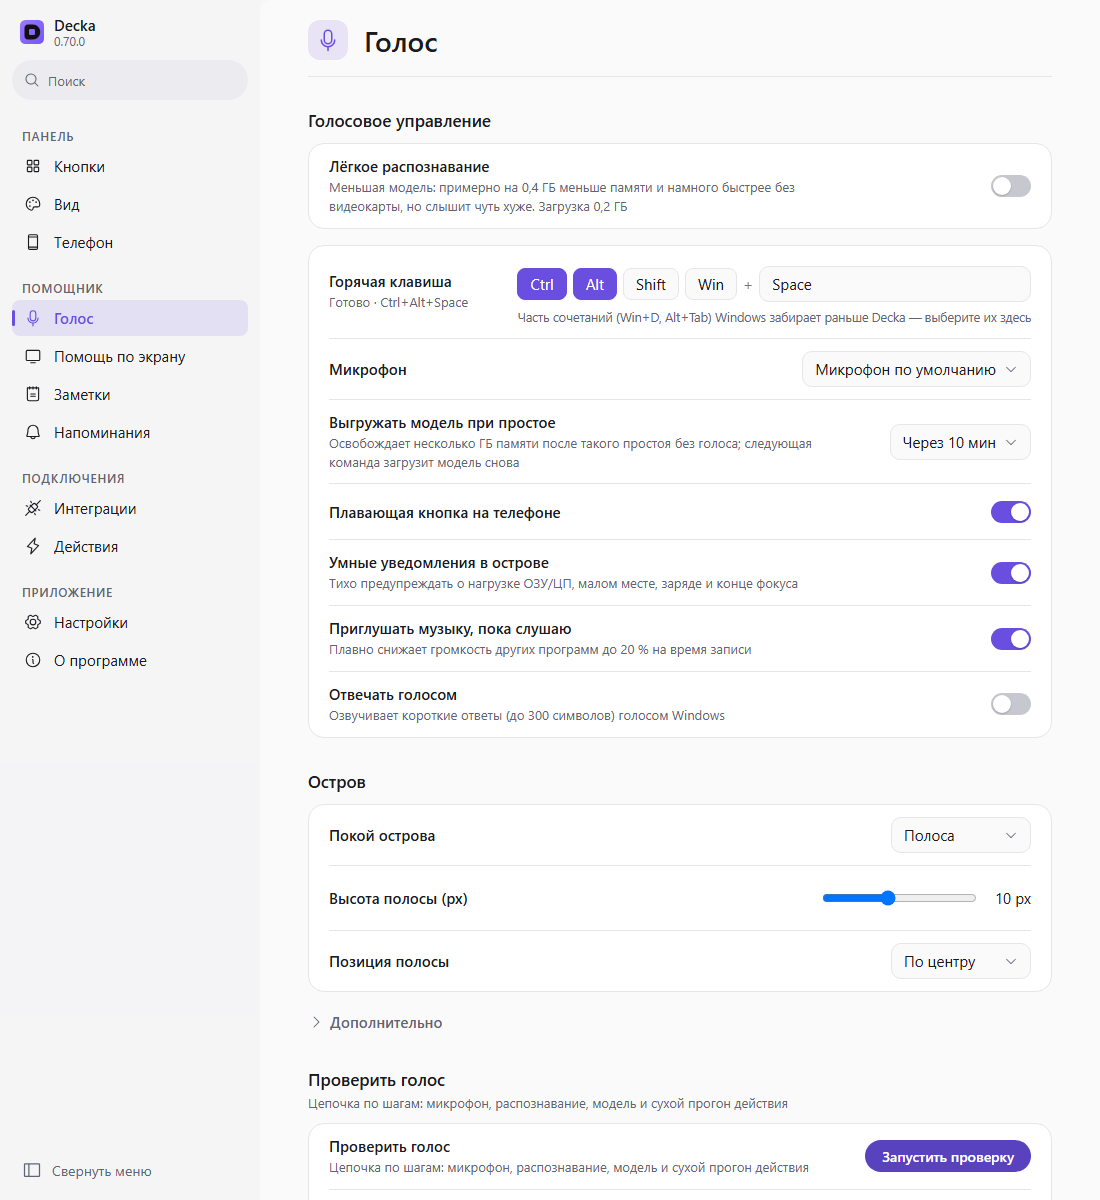 Decka
0.70.0
Поиск
ПАНЕЛЬ
Кнопки
Вид
Телефон
ПОМОЩНИК
Голос
Помощь по экрану
Заметки
Напоминания
ПОДКЛЮЧЕНИЯ
Интеграции
Действия
ПРИЛОЖЕНИЕ
Настройки
О программе
Свернуть меню
Голос
Голосовое управление
Лёгкое распознавание
Меньшая модель: примерно на 0,4 ГБ меньше памяти и намного быстрее без
видеокарты, но слышит чуть хуже. Загрузка 0,2 ГБ
Горячая клавиша
Готово · Ctrl+Alt+Space
Ctrl Alt Shift Win + Space
Часть сочетаний (Win+D, Alt+Tab) Windows забирает раньше Decka — выберите их здесь
Микрофон
Микрофон по умолчанию
Выгружать модель при простое
Освобождает несколько ГБ памяти после такого простоя без голоса; следующая
команда загрузит модель снова
Через 10 мин
Плавающая кнопка на телефоне
Умные уведомления в острове
Тихо предупреждать о нагрузке ОЗУ/ЦП, малом месте, заряде и конце фокуса
Приглушать музыку, пока слушаю
Плавно снижает громкость других программ до 20 % на время записи
Отвечать голосом
Озвучивает короткие ответы (до 300 символов) голосом Windows
Остров
Покой острова
Полоса
Высота полосы (px)
10 px
Позиция полосы
По центру
Дополнительно
Проверить голос
Цепочка по шагам: микрофон, распознавание, модель и сухой прогон действия
Проверить голос
Цепочка по шагам: микрофон, распознавание, модель и сухой прогон действия
Запустить проверку